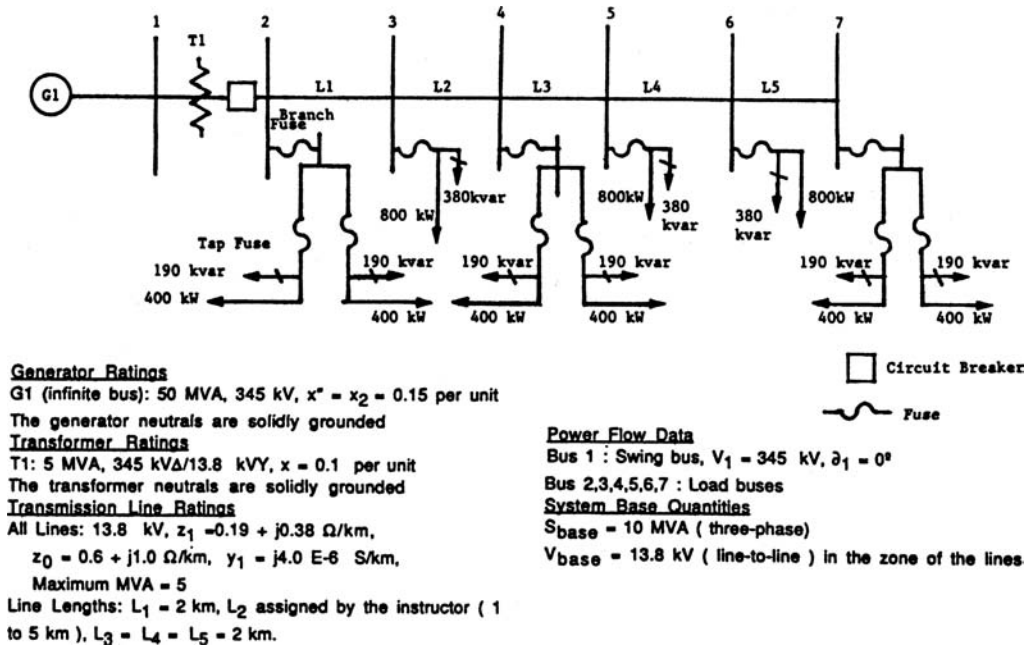 1
2
3
4
5
6
7
T1
G1
L1
L2
L3
L4
L5
Branch
Fuse
380kvar
800 kW
800kW
380
kvar
380
kvar
800kW
Tap Fuse
190 kvar
190 kvar
190 kvar
190 kvar
190 kvar
190 kvar
400 kW
400 kW
400 kW
400 kW
400 kW
400 kW
Generator Ratings
G1 (infinite bus): 50 MVA, 345 kV, x" = x2 = 0.15 per unit
The generator neutrals are solidly grounded
Transformer Ratings
T1: 5 MVA, 345 kVΔ/13.8 kVY, x = 0.1 per unit
The transformer neutrals are solidly grounded
Transmission Line Ratings
All Lines: 13.8 kV, z1 =0.19 + j0.38 Ω/km,
z0 = 0.6 + j1.0 Ω/km, y1 = j4.0 E-6 S/km,
Maximum MVA = 5
Line Lengths: L1 = 2 km, L2 assigned by the instructor ( 1
to 5 km ), L3 = L4 = L5 = 2 km.
Circuit Breaker
Fuse
Power Flow Data
Bus 1 : Swing bus, V1 = 345 kV, ∂1 = 0º
Bus 2,3,4,5,6,7 : Load buses
System Base Quantities
Sbase = 10 MVA ( three-phase)
Vbase = 13.8 kV ( line-to-line ) in the zone of the lines